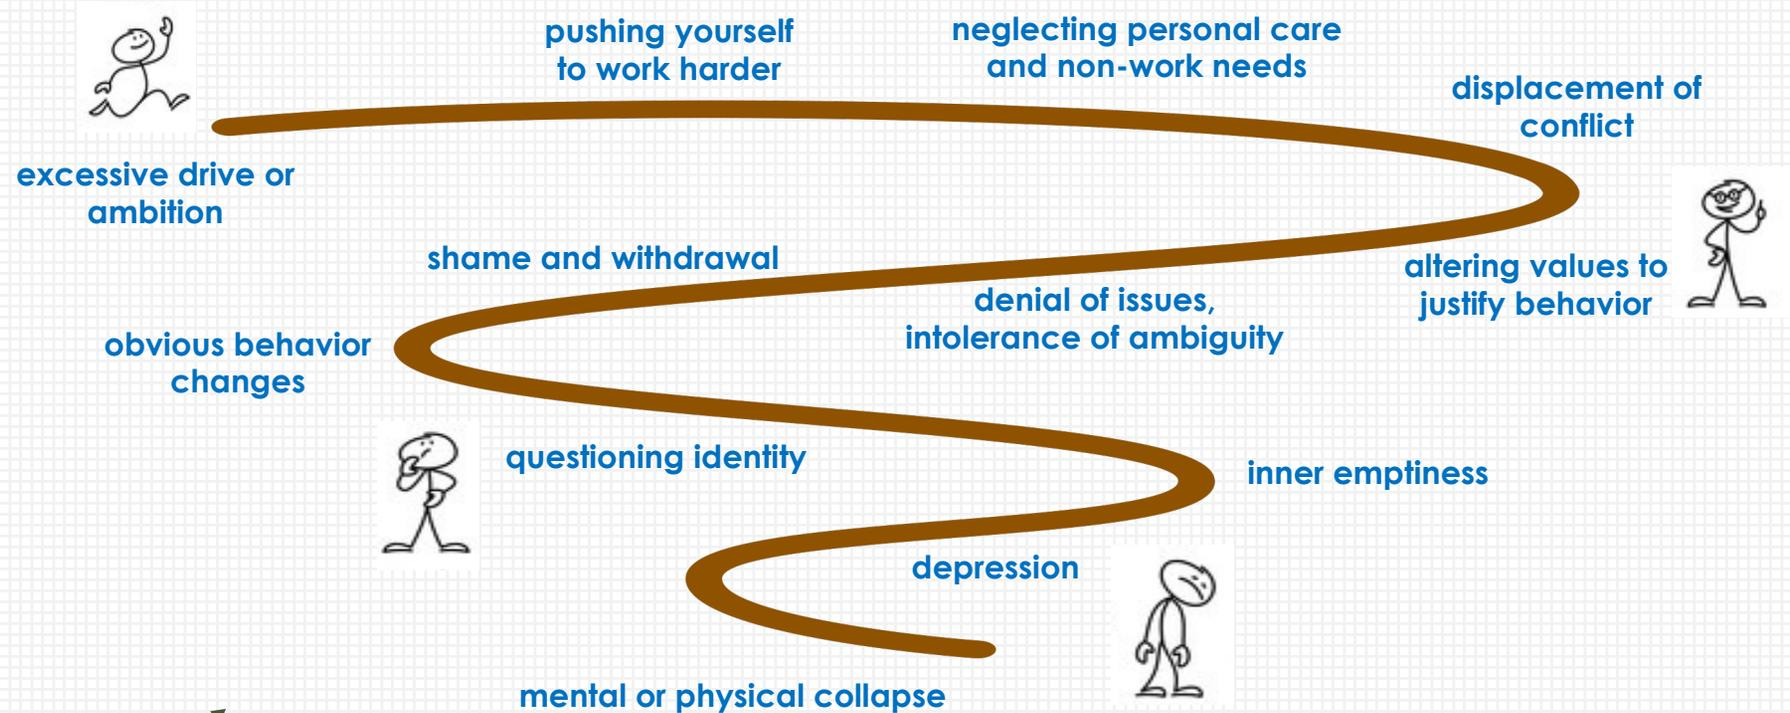 excessive drive or
ambition
pushing yourself
to work harder
neglecting personal care
and non-work needs
displacement of
conflict
altering values to
justify behavior
denial of issues,
intolerance of ambiguity
shame and withdrawal
obvious behavior
changes
questioning identity
inner emptiness
depression
mental or physical collapse